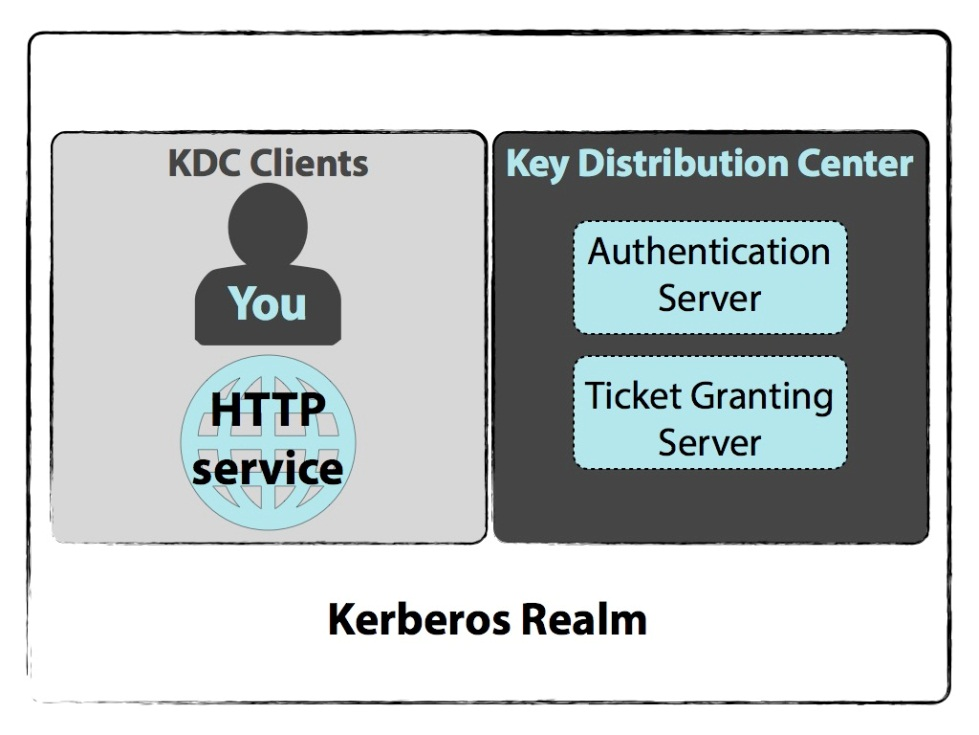 KDC Clients
You
HTTP
service
Key Distribution Center
Authentication
Server
Ticket Granting
Server
Kerberos Realm